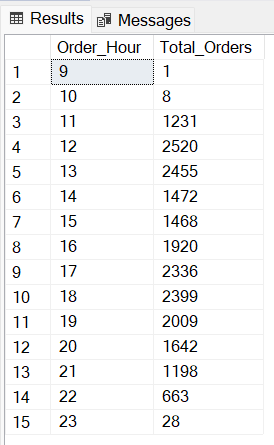 Results Messages
Order_Hour Total_Orders
1 9 1
2 10 8
3 11 1231
4 12 2520
5 13 2455
6 14 1472
7 15 1468
8 16 1920
9 17 2336
10 18 2399
11 19 2009
12 20 1642
13 21 1198
14 22 663
15 23 28